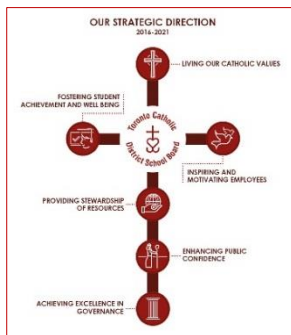 OUR STRATEGIC DIRECTION
2016-2021
LIVING OUR CATHOLIC VALUES
FOSTERING STUDENT
ACHIEVEMENT AND WELL BEING
Toronto Catholic
District School Board
INSPIRING AND
MOTIVATING EMPLOYEES
PROVIDING STEWARDSHIP
OF RESOURCES
ENHANCING PUBLIC
CONFIDENCE
ACHIEVING EXCELLENCE IN
GOVERNANCE